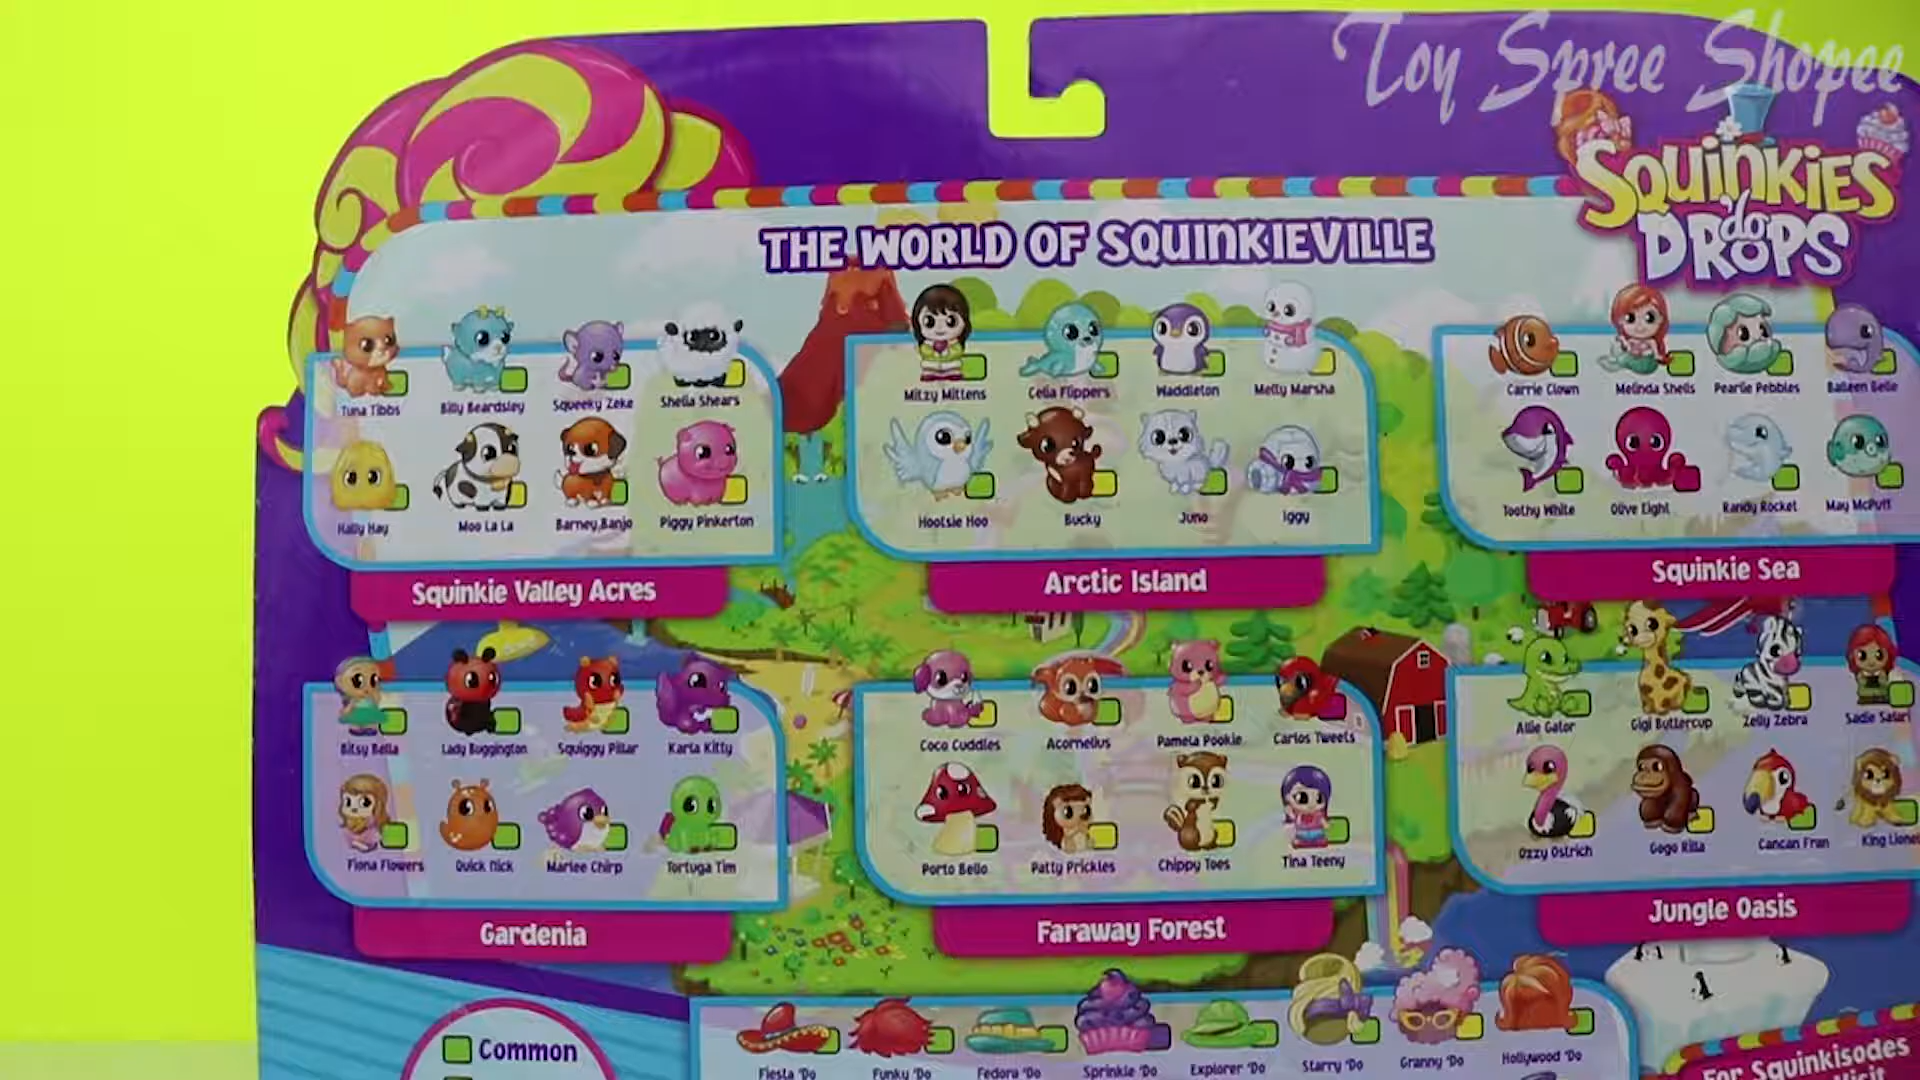 Toy Spree Shopee
SQUINKIES
'do
DROPS
THE WORLD OF SQUINKIEVILLE
Tuna Tibbs
Billy Beardsley
Squeeky Zeke
Shella Shears
Hally Hay
Moo La La
Barney Banjo
Piggy Pinkerton
Squinkie Valley Acres
Mitzy Mittens
Celia Flippers
Waddleton
Melly Marsha
Hootsie Hoo
Bucky
Juno
Iggy
Arctic Island
Carrie Clown
Melinda Shells
Pearlie Pebbles
Balleen Belle
Toothy White
Olive Eight
Randy Rocket
May McPuff
Squinkie Sea
Bitsy Bella
Lady Buggington
Squiggy Pillar
Karla Kitty
Fiona Flowers
Quick Nick
Marlee Chirp
Tortuga Tim
Gardenia
Coco Cuddles
Acornelius
Pamela Pookie
Carlos Tweets
Porto Bello
Patty Prickles
Chippy Toes
Tina Teeny
Faraway Forest
Allie Gator
Gigi Buttercup
Zelly Zebra
Sadie Safari
Ozzy Ostrich
Gogo Rilla
Cancan Fran
King Lionel
Jungle Oasis
Common
Fiesta 'Do
Funky 'Do
Fedora 'Do
Sprinkle 'Do
Explorer 'Do
Starry 'Do
Granny 'Do
Hollywood 'Do
For Squinkisodes